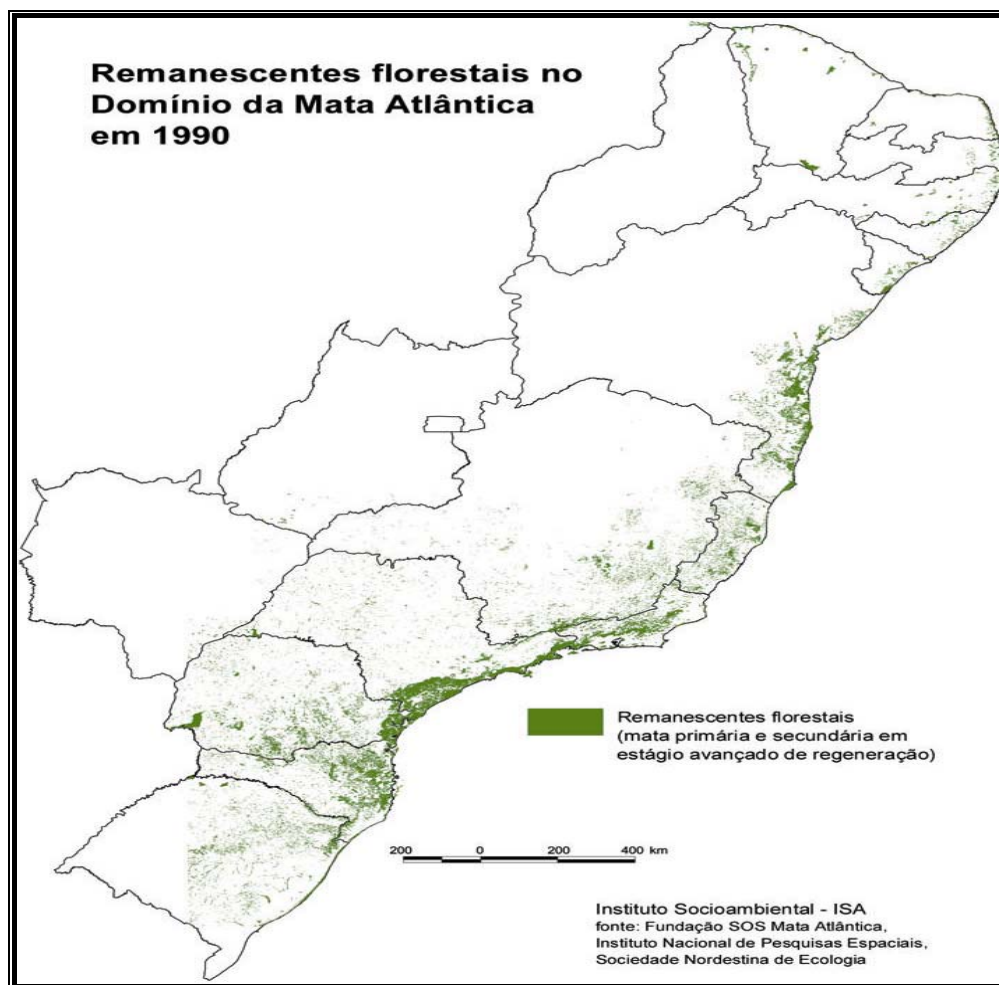 Remanescentes florestais no
Domínio da Mata Atlântica
em 1990
Remanescentes florestais
(mata primária e secundária em
estágio avançado de regeneração)
200 0 200 400 km
Instituto Socioambiental - ISA
fonte: Fundação SOS Mata Atlântica,
Instituto Nacional de Pesquisas Espaciais,
Sociedade Nordestina de Ecologia